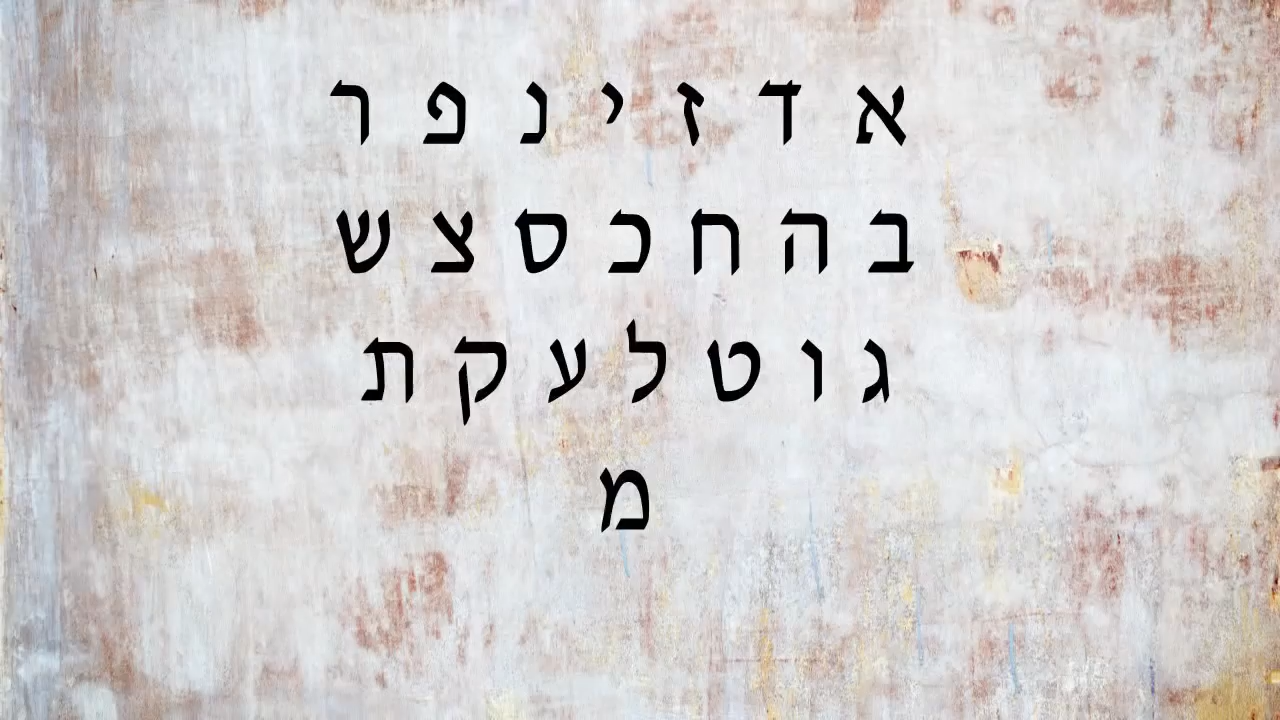 א ד ז י נ פ ר
ב ה ח כ ס צ ש
ג ו ט ל ע ק ת
מ